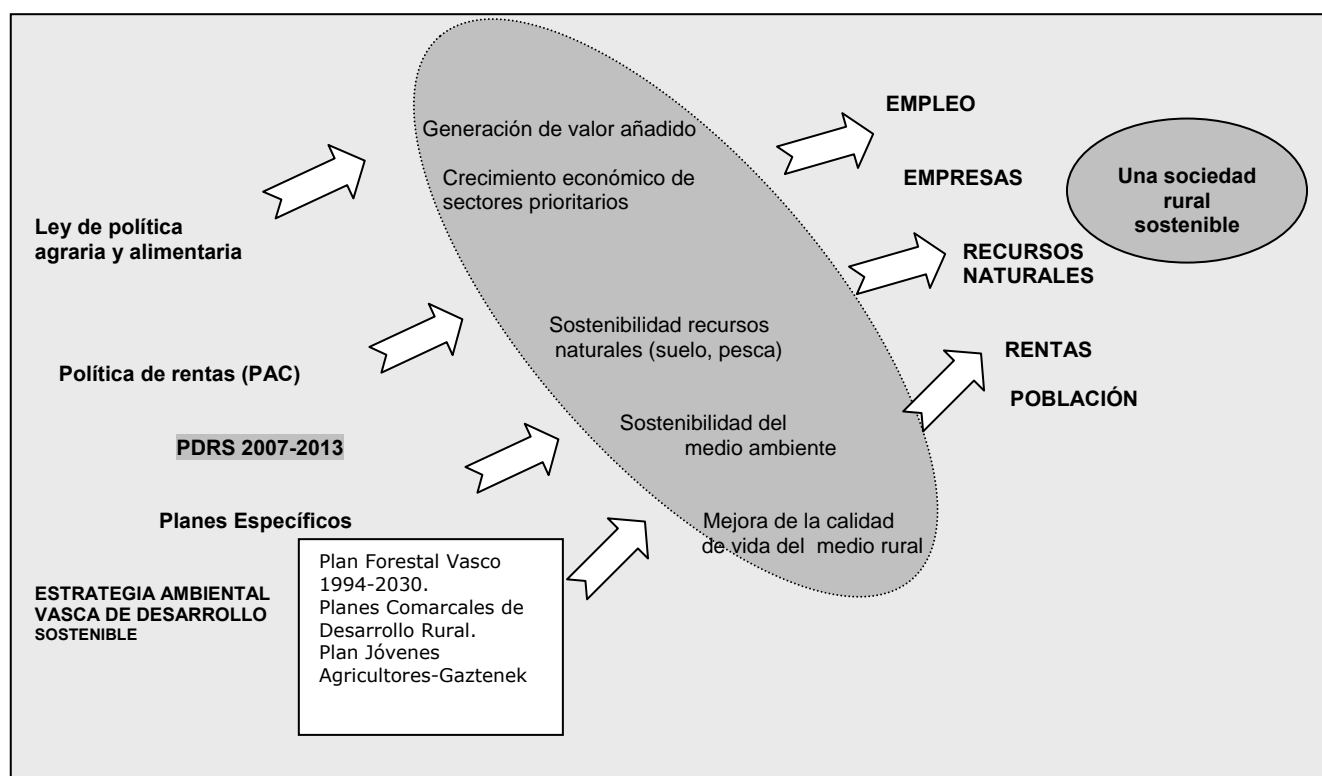 EMPLEO
Generación de valor añadido
Crecimiento económico de
sectores prioritarios
EMPRESAS
Una sociedad
rural
sostenible
Ley de política
agraria y alimentaria
RECURSOS
NATURALES
Sostenibilidad recursos
naturales (suelo, pesca)
RENTAS
Política de rentas (PAC)
POBLACIÓN
Sostenibilidad del
medio ambiente
PDRS 2007-2013
Planes Específicos
Mejora de la calidad
de vida del medio rural
Plan Forestal Vasco
1994-2030.
Planes Comarcales de
Desarrollo Rural.
Plan Jóvenes
Agricultores-Gaztenek
ESTRATEGIA AMBIENTAL
VASCA DE DESARROLLO
SOSTENIBLE